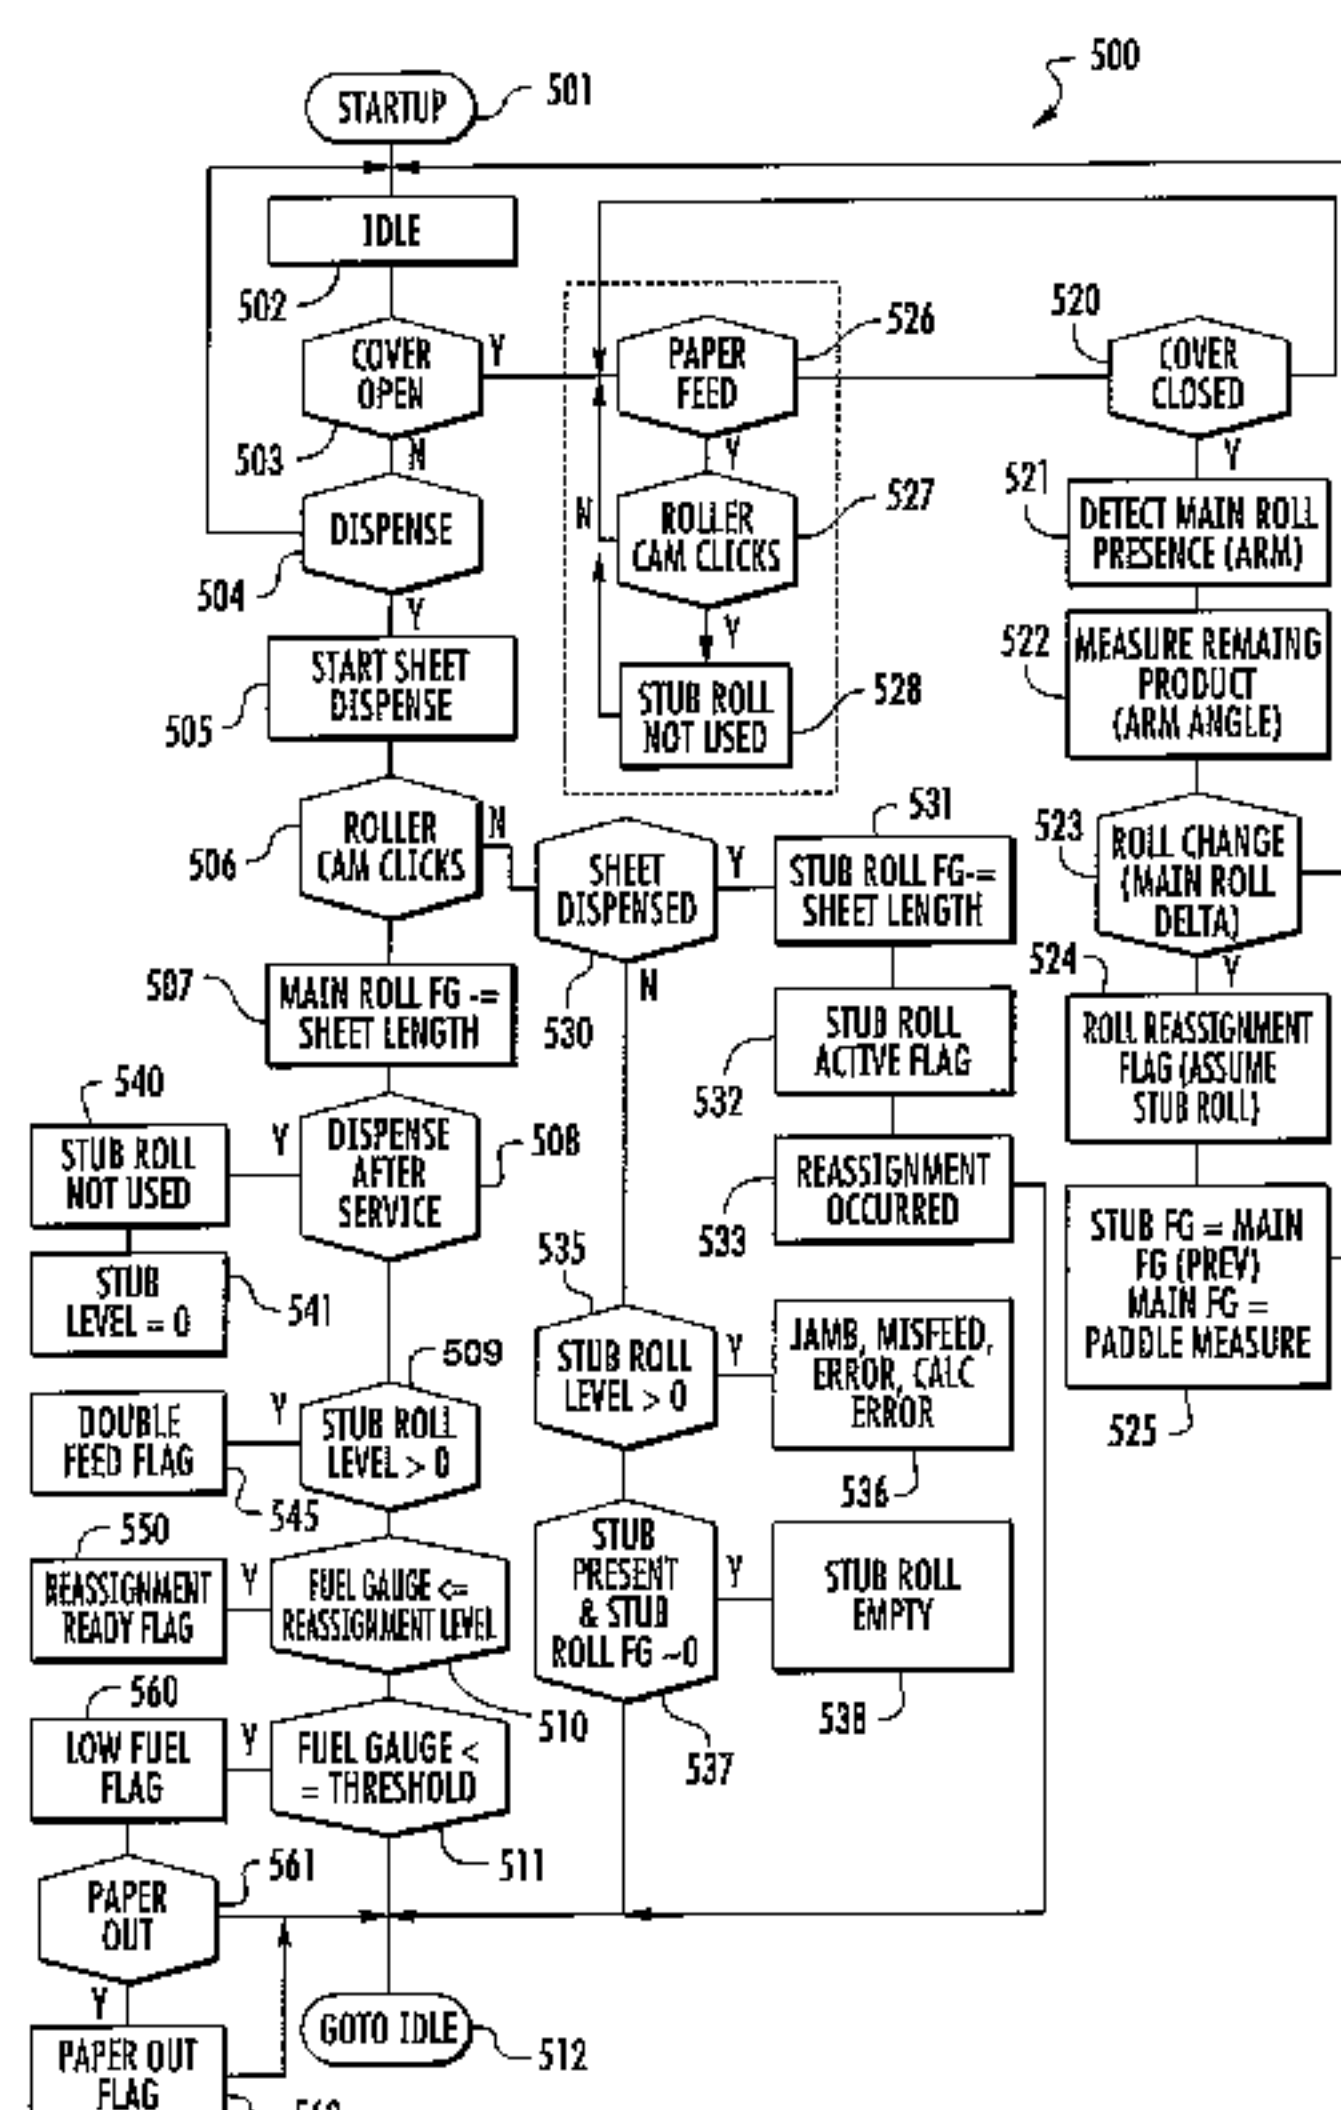 500
STARTUP
501
IDLE
502
COVER
OPEN
Y
503
N
DISPENSE
504
Y
START SHEET
DISPENSE
505
ROLLER
CAM CLICKS
N
506
507
MAIN ROLL FG -=
SHEET LENGTH
540
STUB ROLL
NOT USED
Y
DISPENSE
AFTER
SERVICE
508
STUB
LEVEL = 0
541
509
DOUBLE
FEED FLAG
Y
STUB ROLL
LEVEL > 0
545
550
REASSIGNMENT
READY FLAG
Y
FUEL GAUGE <=
REASSIGNMENT LEVEL
510
560
LOW FUEL
FLAG
Y
FUEL GAUGE <
= THRESHOLD
511
561
PAPER
OUT
Y
PAPER OUT
FLAG
GOTO IDLE
512
PAPER
FEED
526
Y
N
ROLLER
CAM CLICKS
527
Y
STUB ROLL
NOT USED
528
SHEET
DISPENSED
Y
530
N
531
STUB ROLL FG-=
SHEET LENGTH
STUB ROLL
ACTIVE FLAG
532
REASSIGNMENT
OCCURRED
533
535
STUB ROLL
LEVEL > 0
Y
JAMB, MISFEED,
ERROR, CALC
ERROR
536
STUB
PRESENT
& STUB
ROLL FG ~0
Y
537
STUB ROLL
EMPTY
538
520
COVER
CLOSED
Y
521
DETECT MAIN ROLL
PRESENCE (ARM)
522
MEASURE REMAING
PRODUCT
(ARM ANGLE)
523
ROLL CHANGE
(MAIN ROLL
DELTA)
Y
524
ROLL REASSIGNMENT
FLAG (ASSUME
STUB ROLL)
STUB FG = MAIN
FG (PREV)
MAIN FG =
PADDLE MEASURE
525